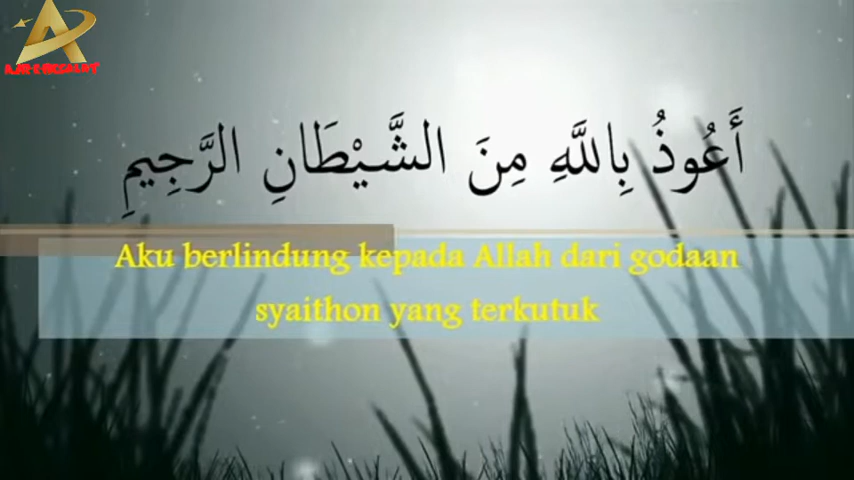 أَعُوذُ بِاللَّهِ مِنَ الشَّيْطَانِ الرَّجِيمِ
Aku berlindung kepada Allah dari godaan
syaithon yang terkutuk